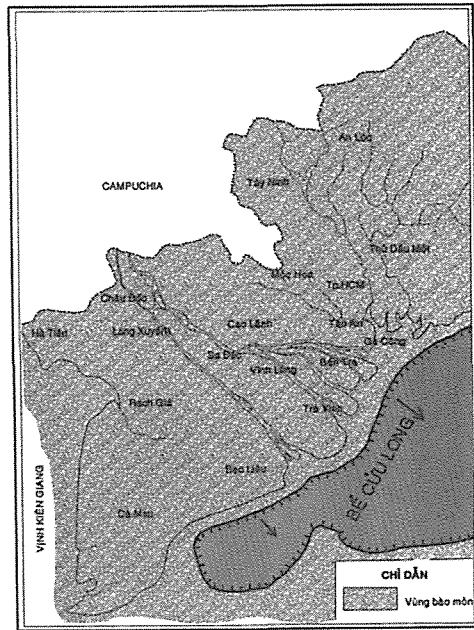 An Lộc
CAMPUCHIA
Tây Ninh
Thủ Dầu Một
Mộc Hoá
Tp.HCM
Châu Đốc
Hà Tiên
Long Xuyên
Cao Lãnh
Tân An
Gò Công
Sa Đéc
Bến Tre
Vĩnh Long
Rạch Giá
Trà Vinh
Bạc Liêu
Cà Mau
VỊNH KIÊN GIANG
BỂ CỬU LONG
CHỈ DẪN
Vùng bào mòn